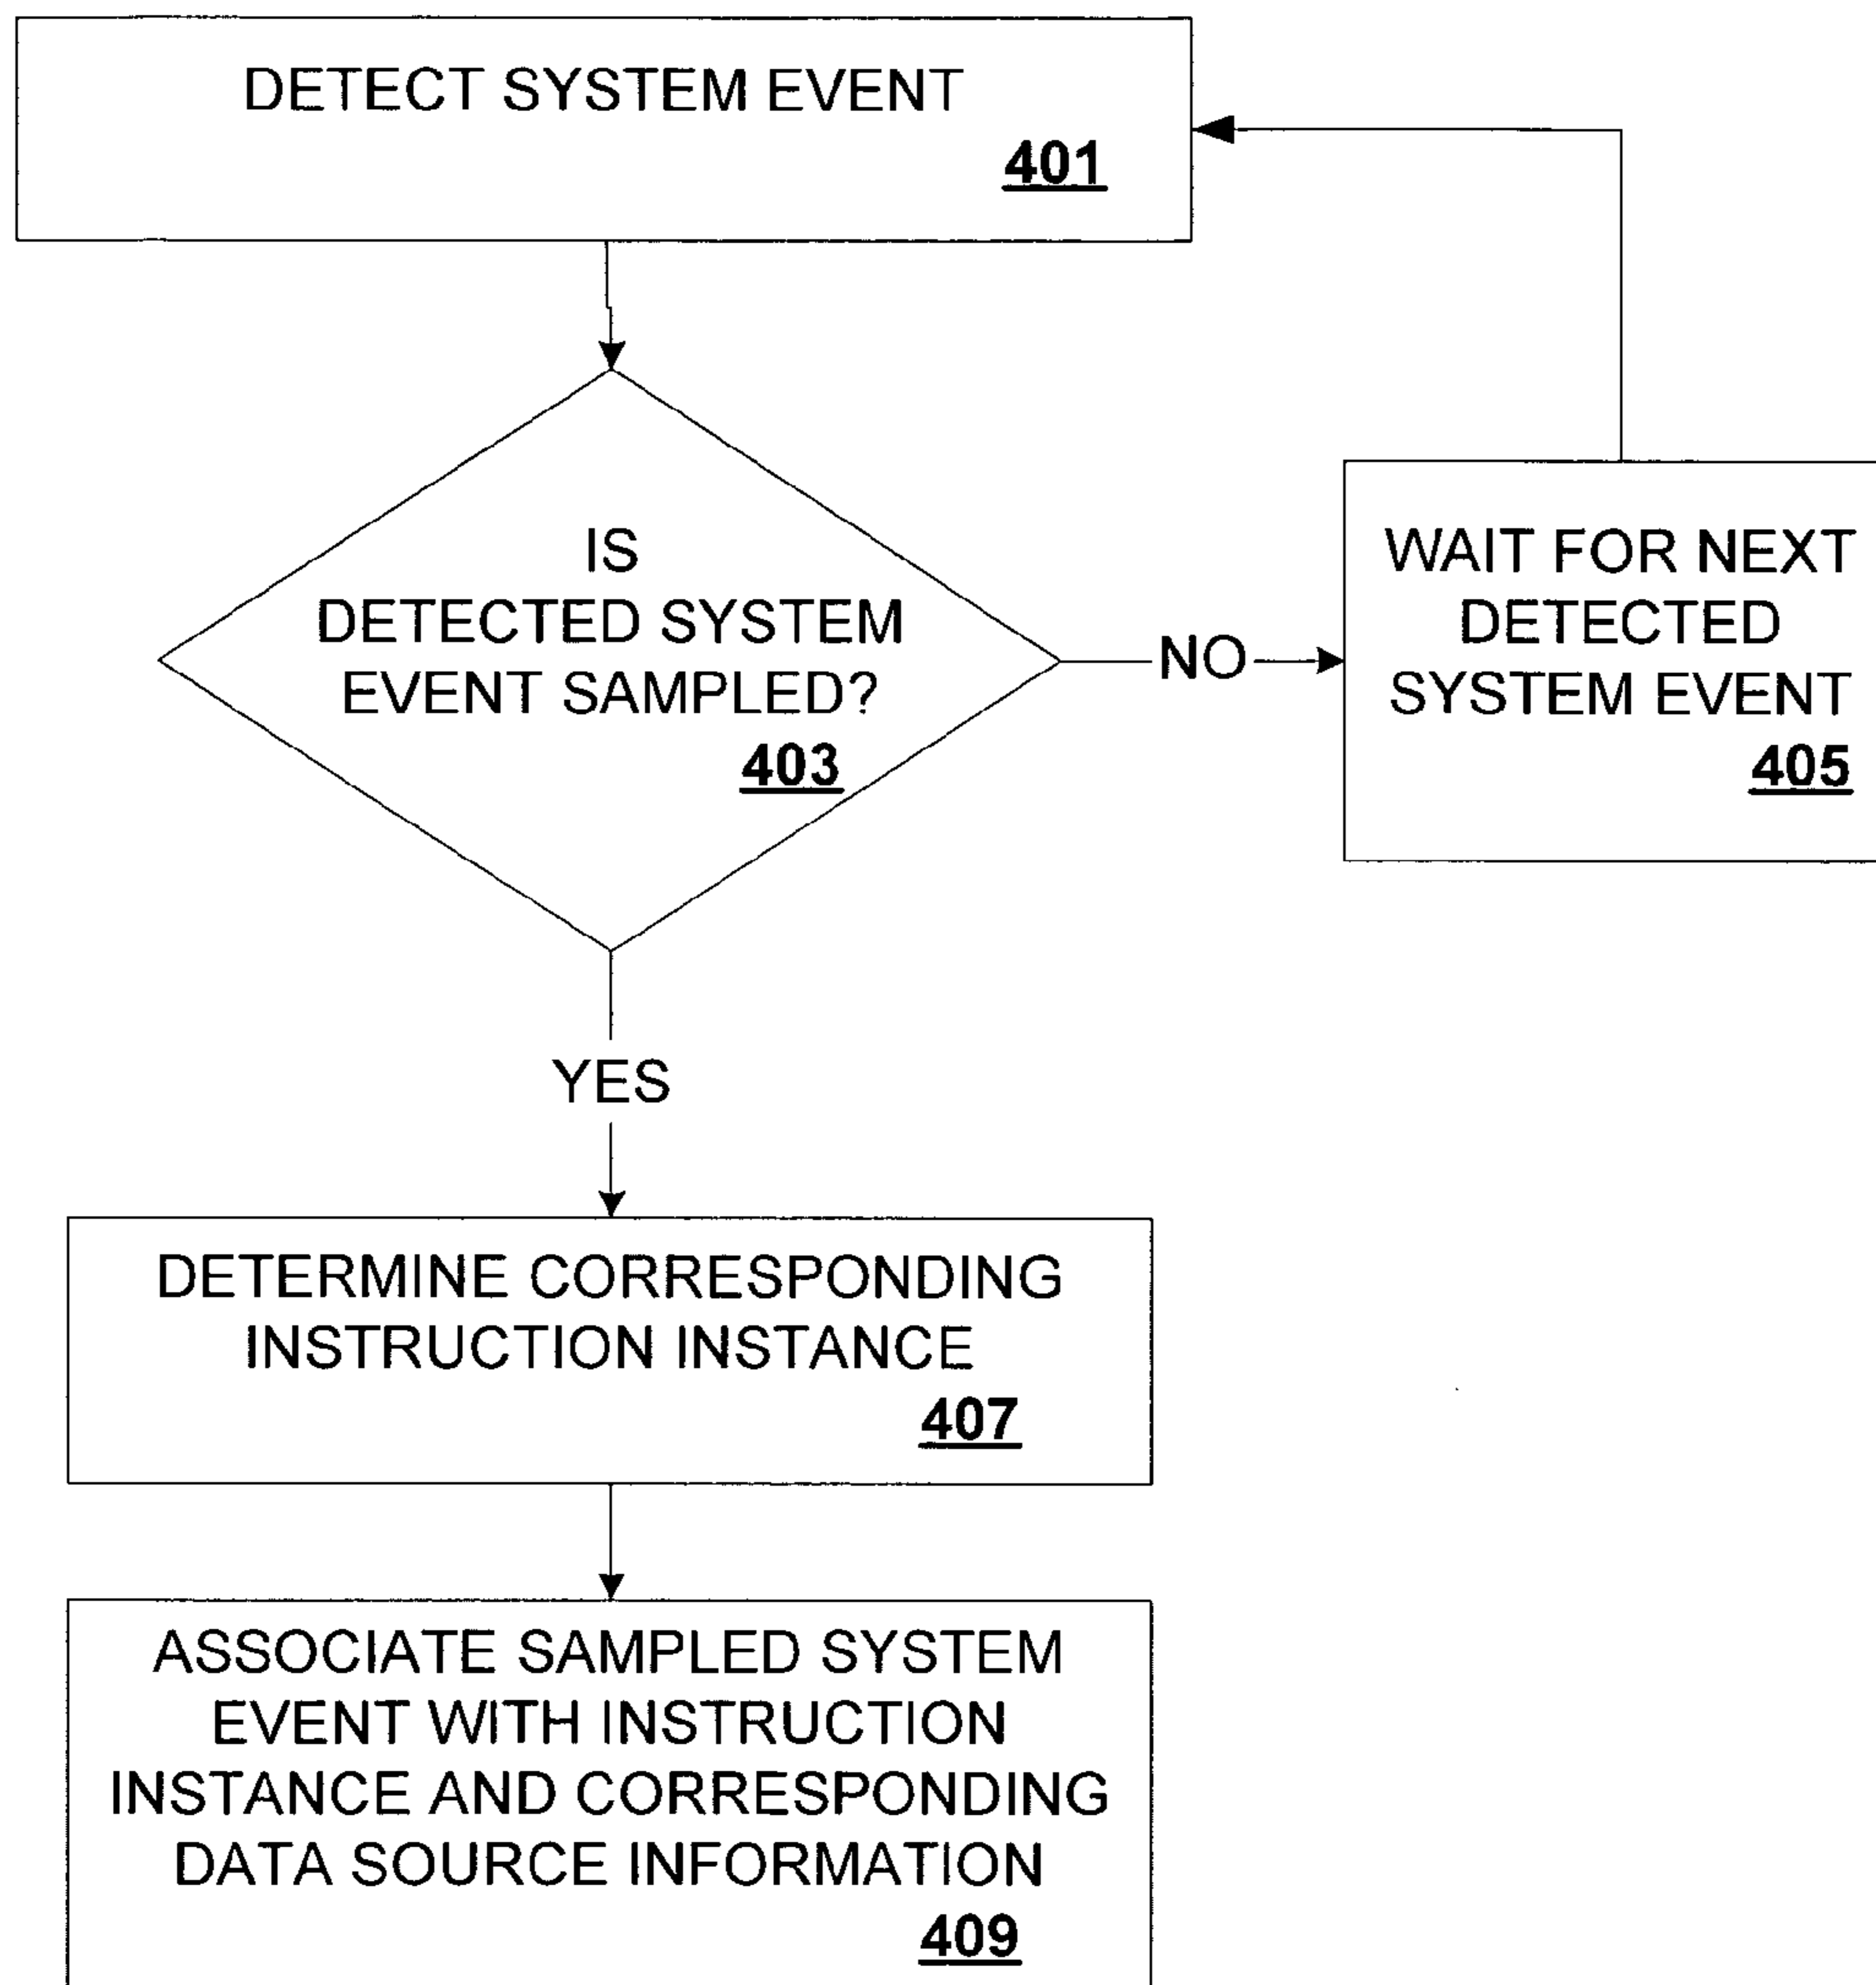 DETECT SYSTEM EVENT
401
IS
DETECTED SYSTEM
EVENT SAMPLED?
403
NO
WAIT FOR NEXT
DETECTED
SYSTEM EVENT
405
YES
DETERMINE CORRESPONDING
INSTRUCTION INSTANCE
407
ASSOCIATE SAMPLED SYSTEM
EVENT WITH INSTRUCTION
INSTANCE AND CORRESPONDING
DATA SOURCE INFORMATION
409